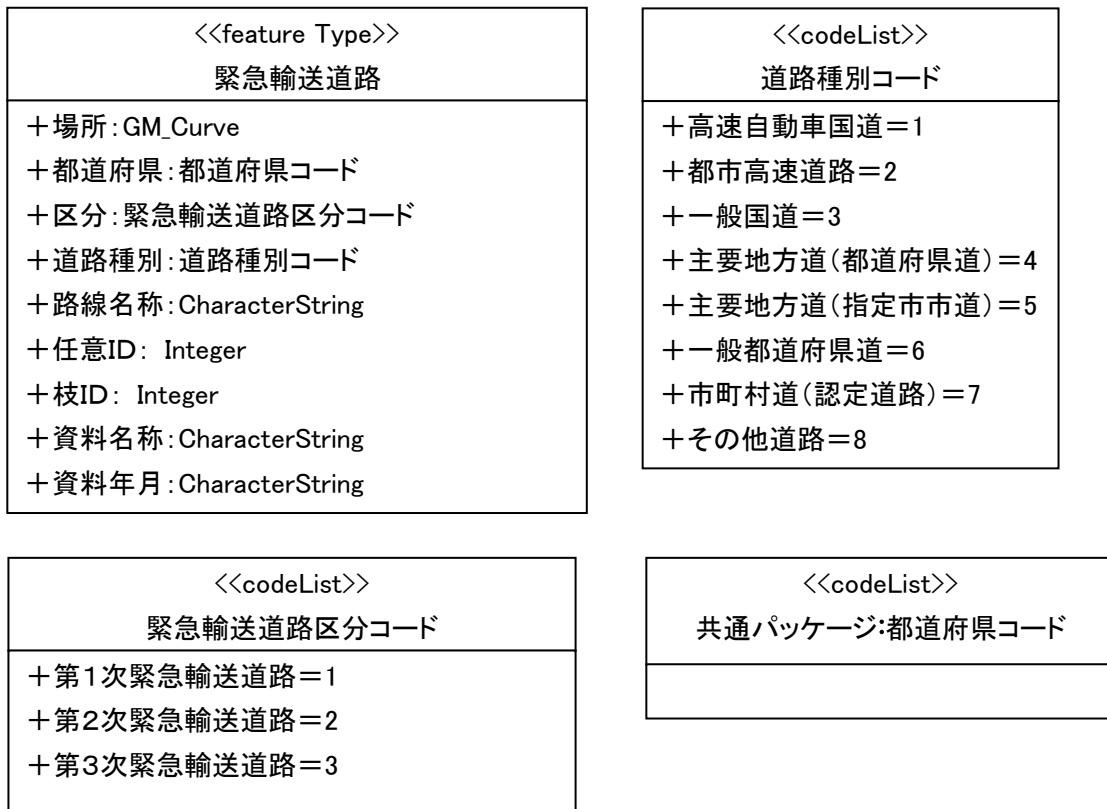 <<feature Type>>
緊急輸送道路
＋場所：GM_Curve
＋都道府県：都道府県コード
＋区分：緊急輸送道路区分コード
＋道路種別：道路種別コード
＋路線名称：CharacterString
＋任意ID： Integer
＋枝ID： Integer
＋資料名称：CharacterString
＋資料年月：CharacterString
<<codeList>>
道路種別コード
＋高速自動車国道＝1
＋都市高速道路＝2
＋一般国道＝3
＋主要地方道（都道府県道）＝4
＋主要地方道（指定市市道）＝5
＋一般都道府県道＝6
＋市町村道（認定道路）＝7
＋その他道路＝8
<<codeList>>
緊急輸送道路区分コード
＋第１次緊急輸送道路＝1
＋第２次緊急輸送道路＝2
＋第３次緊急輸送道路＝3
<<codeList>>
共通パッケージ：都道府県コード